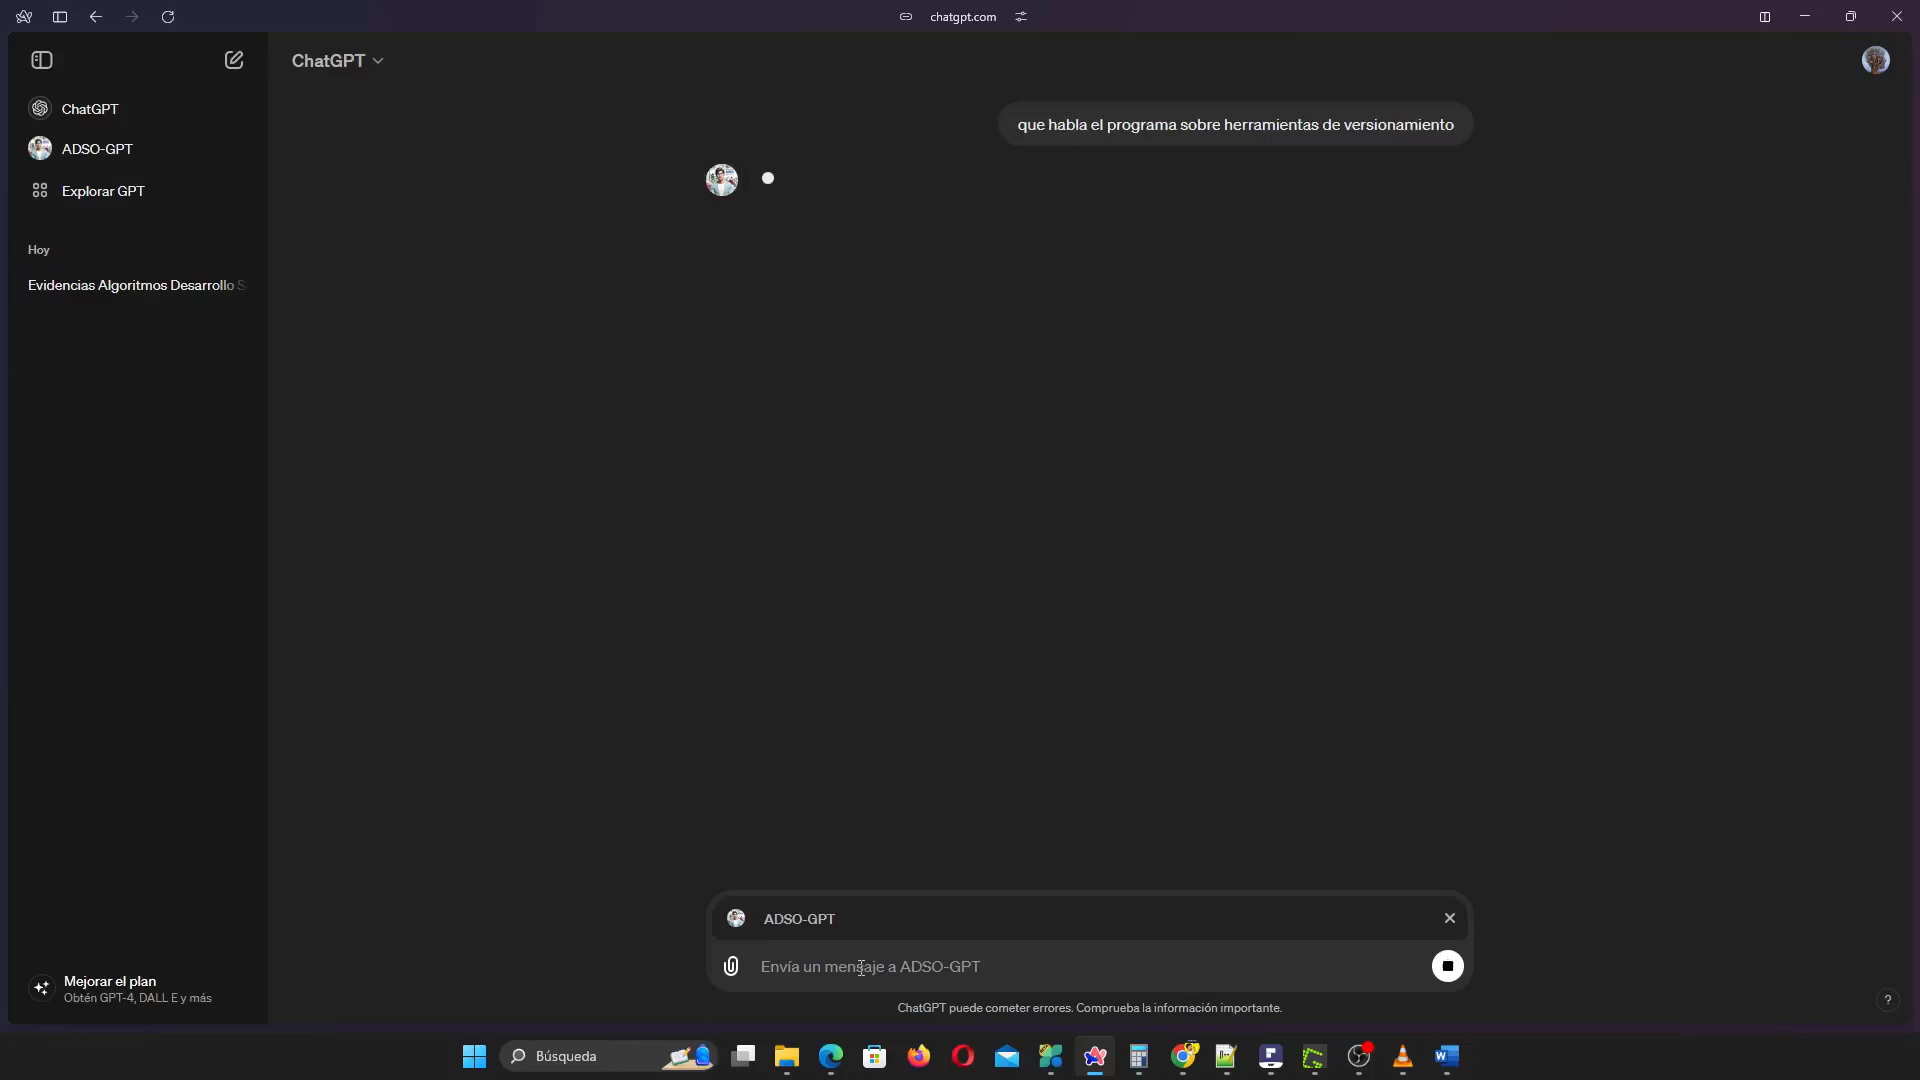 chatgpt.com
ChatGPT
ChatGPT
ADSO-GPT
Explorar GPT
Hoy
Evidencias Algoritmos Desarrollo S
que habla el programa sobre herramientas de versionamiento
ADSO-GPT
Envía un mensaje a ADSO-GPT
Mejorar el plan
Obtén GPT-4, DALL E y más
ChatGPT puede cometer errores. Comprueba la información importante.
?
Búsqueda